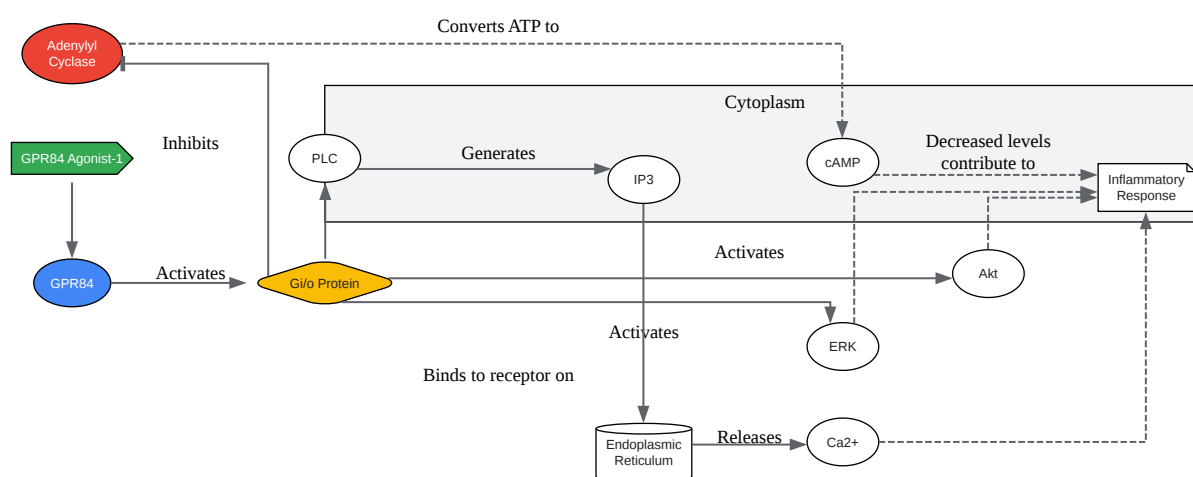 Converts ATP to
Adenylyl
Cyclase
Cytoplasm
Inhibits
GPR84 Agonist-1
PLC
Generates
IP3
cAMP
Decreased levels
contribute to
Inflammatory
Response
GPR84
Activates
Gi/o Protein
Activates
Akt
Activates
ERK
Binds to receptor on
Endoplasmic
Reticulum
Releases
Ca2+